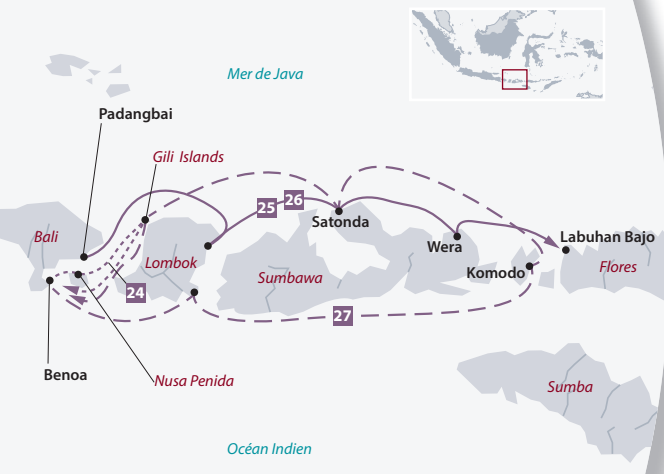 Mer de Java
Padangbai
Gili Islands
25
26
Satonda
Bali
Wera
Labuhan Bajo
Lombok
Komodo
Flores
Sumbawa
24
27
Benoa
Nusa Penida
Sumba
Océan Indien